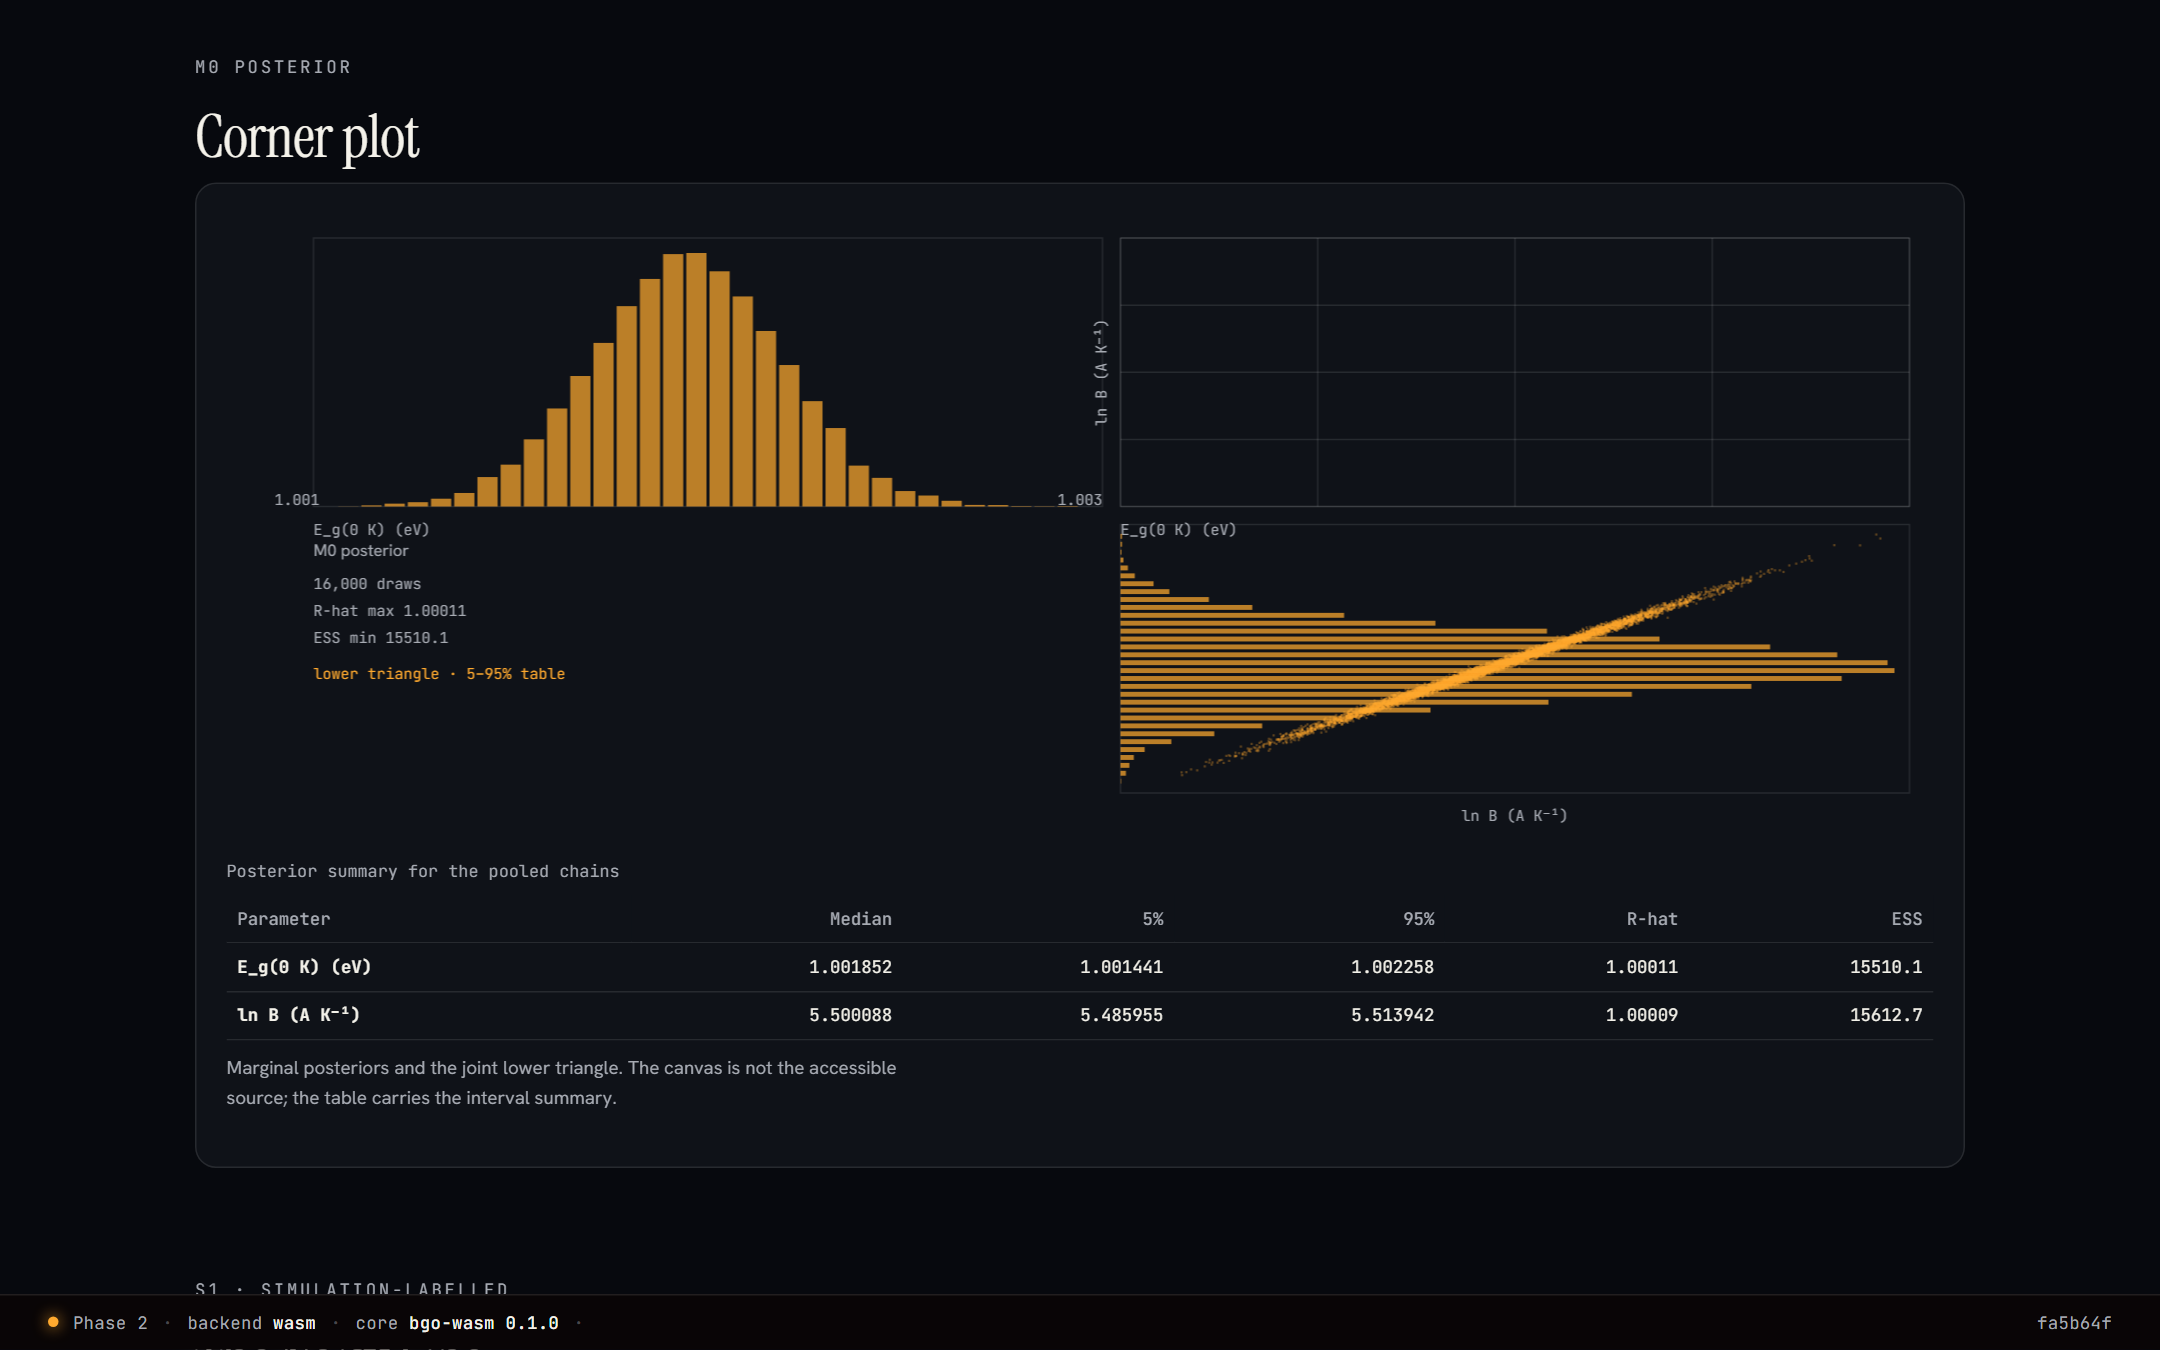 M0 POSTERIOR
Corner plot
ln B (A K⁻¹)
1.001
1.003
E_g(0 K) (eV)
E_g(0 K) (eV)
M0 posterior
16,000 draws
R-hat max 1.00011
ESS min 15510.1
lower triangle · 5–95% table
ln B (A K⁻¹)
Posterior summary for the pooled chains
Parameter Median 5% 95% R-hat ESS
E_g(0 K) (eV) 1.001852 1.001441 1.002258 1.00011 15510.1
ln B (A K⁻¹) 5.500088 5.485955 5.513942 1.00009 15612.7
Marginal posteriors and the joint lower triangle. The canvas is not the accessible
source; the table carries the interval summary.
S1 · SIMULATION-LABELLED
Phase 2 · backend wasm · core bgo-wasm 0.1.0 ·
fa5b64f